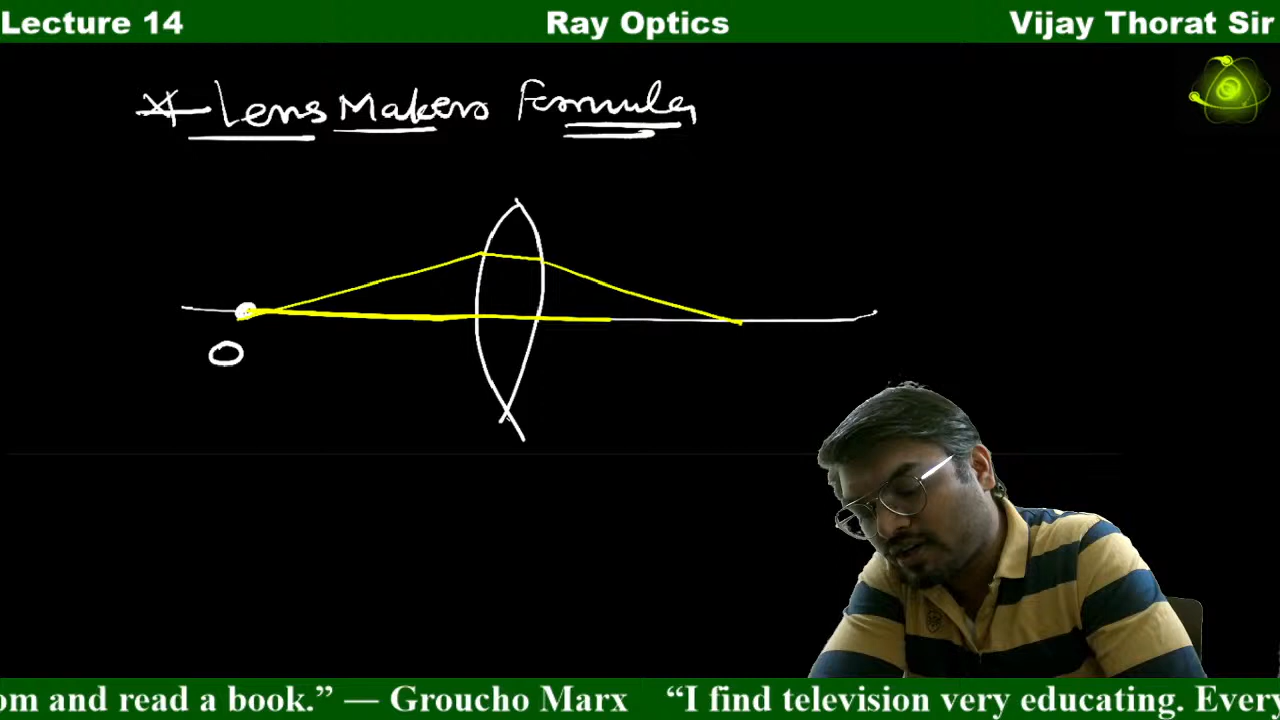 Lecture 14 Ray Optics Vijay Thorat Sir
* Lens Makers Formula
O
om and read a book.” — Groucho Marx “I find television very educating. Every